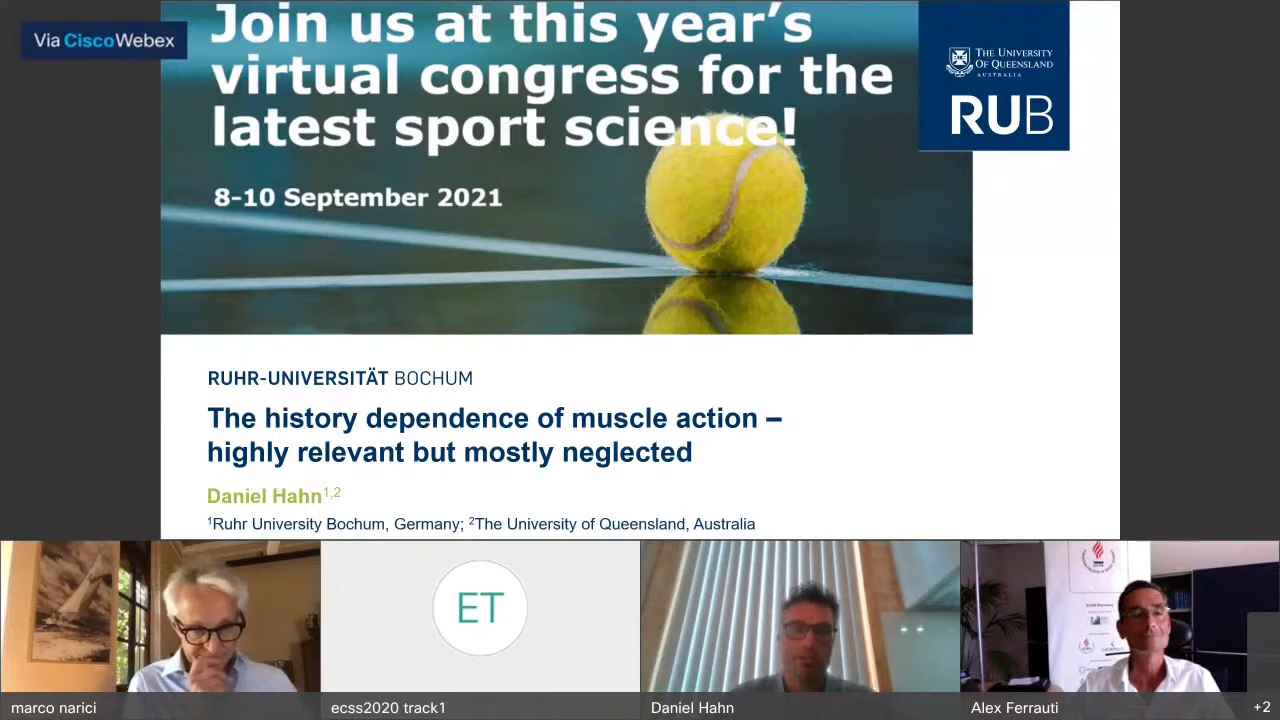 Via Cisco Webex
Join us at this year's
virtual congress for the
latest sport science!
8-10 September 2021
THE UNIVERSITY
OF QUEENSLAND
AUSTRALIA
RUB
RUHR-UNIVERSITÄT BOCHUM
The history dependence of muscle action –
highly relevant but mostly neglected
Daniel Hahn1,2
1Ruhr University Bochum, Germany; 2The University of Queensland, Australia
ET
marco narici
ecss2020 track1
Daniel Hahn
Alex Ferrauti
+2